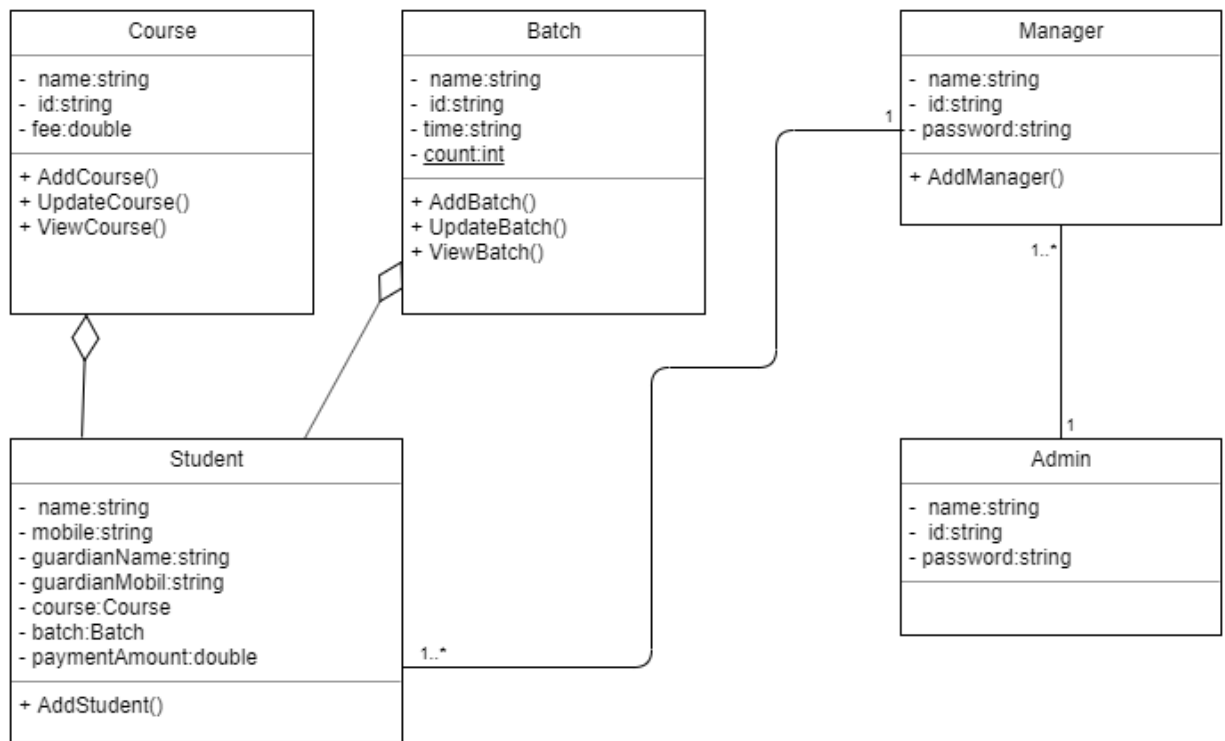 Course
- name:string
- id:string
- fee:double
+ AddCourse()
+ UpdateCourse()
+ ViewCourse()
Batch
- name:string
- id:string
- time:string
- count:int
+ AddBatch()
+ UpdateBatch()
+ ViewBatch()
Manager
- name:string
- id:string
- password:string
+ AddManager()
1
1..*
1
Student
- name:string
- mobile:string
- guardianName:string
- guardianMobil:string
- course:Course
- batch:Batch
- paymentAmount:double
+ AddStudent()
1..*
Admin
- name:string
- id:string
- password:string